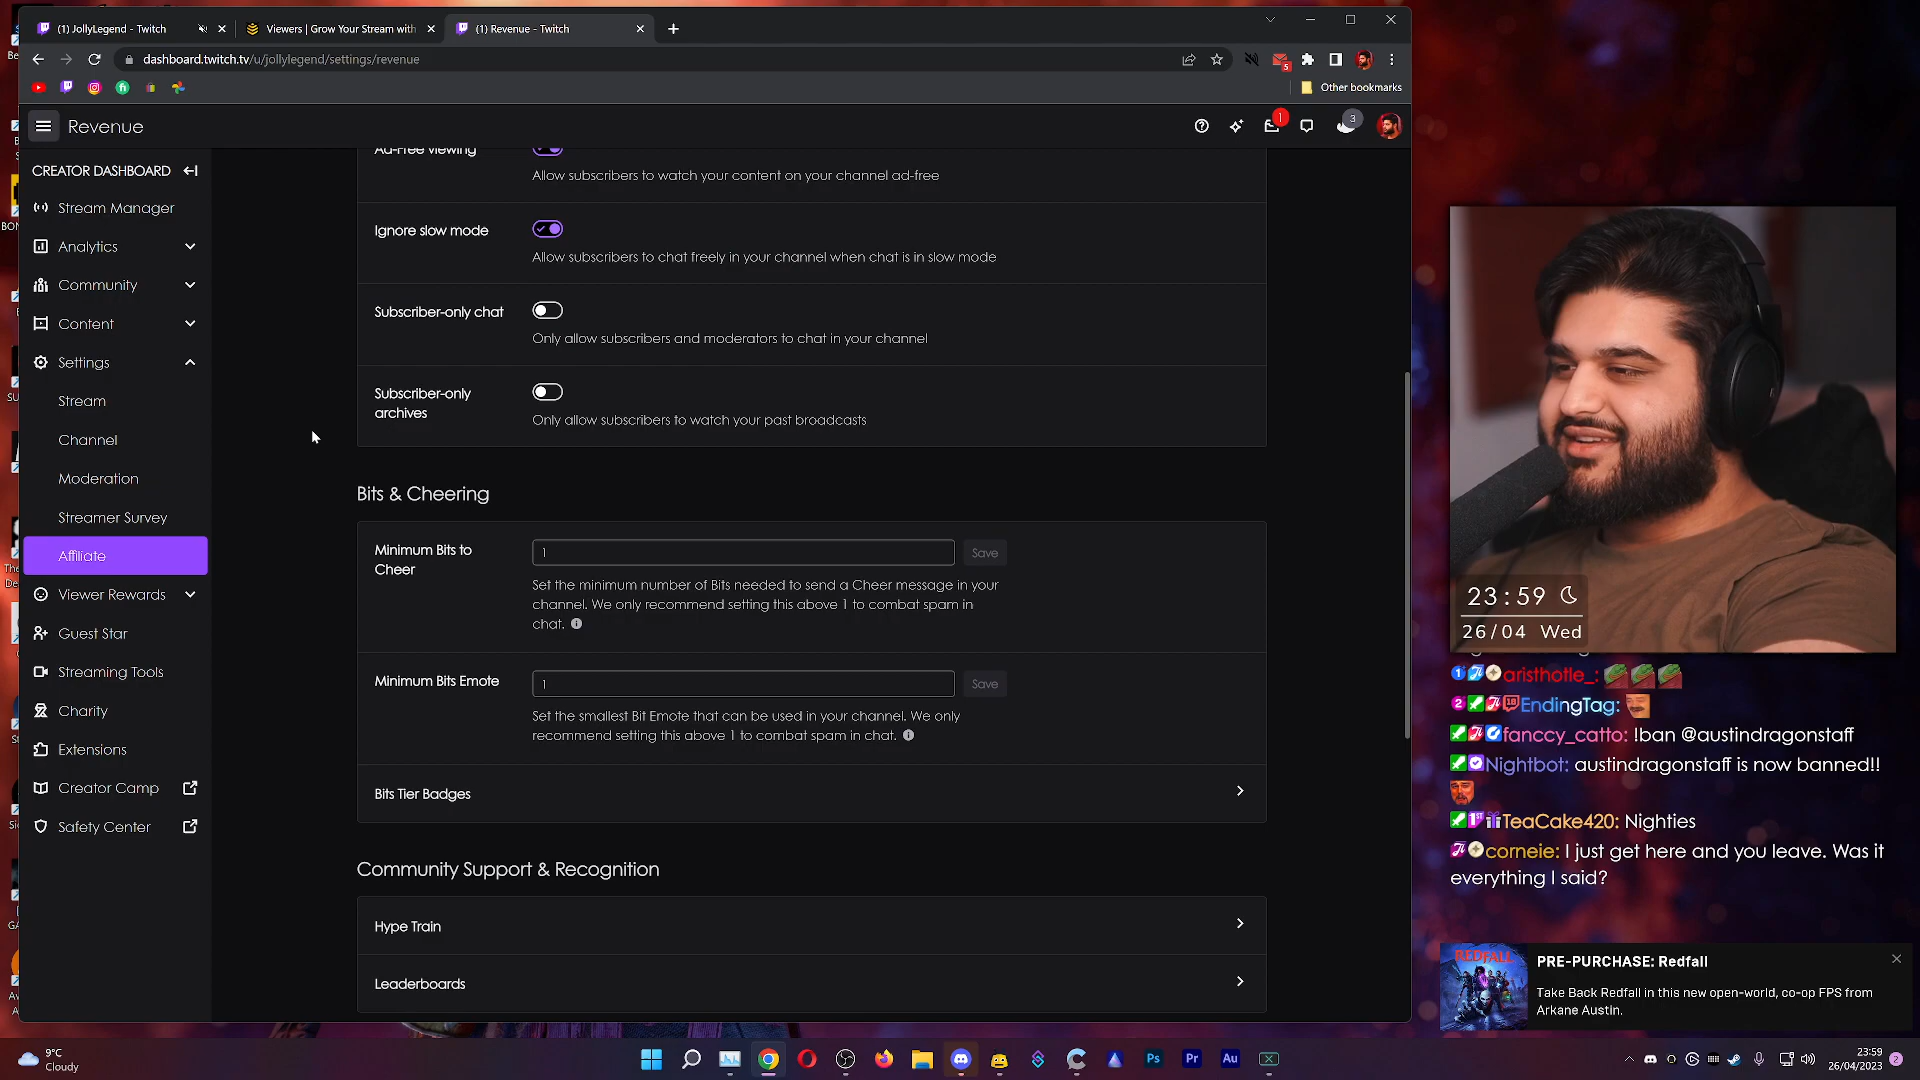 (1) JollyLegend - Twitch
Viewers | Grow Your Stream with
(1) Revenue - Twitch
dashboard.twitch.tv/u/jollylegend/settings/revenue
5
Other bookmarks
Revenue
1
3
CREATOR DASHBOARD
Stream Manager
Analytics
Community
Content
Settings
Stream
Channel
Moderation
Streamer Survey
Affiliate
Viewer Rewards
Guest Star
Streaming Tools
Charity
Extensions
Creator Camp
Safety Center
Ad-Free viewing
Allow subscribers to watch your content on your channel ad-free
Ignore slow mode
Allow subscribers to chat freely in your channel when chat is in slow mode
Subscriber-only chat
Only allow subscribers and moderators to chat in your channel
Subscriber-only
archives
Only allow subscribers to watch your past broadcasts
Bits & Cheering
Minimum Bits to
Cheer
1
Save
Set the minimum number of Bits needed to send a Cheer message in your
channel. We only recommend setting this above 1 to combat spam in
chat.
Minimum Bits Emote
1
Save
Set the smallest Bit Emote that can be used in your channel. We only
recommend setting this above 1 to combat spam in chat.
Bits Tier Badges
Community Support & Recognition
Hype Train
Leaderboards
23:59
26/04 Wed
aristhotle_:
EndingTag:
fanccy_catto: !ban @austindragonstaff
Nightbot: austindragonstaff is now banned!!
TeaCake420: Nighties
corneie: I just get here and you leave. Was it
everything I said?
REDFALL
PRE-PURCHASE: Redfall
Take Back Redfall in this new open-world, co-op FPS from
Arkane Austin.
9°C
Cloudy
Ps
Pr
Au
23:59
26/04/2023
2